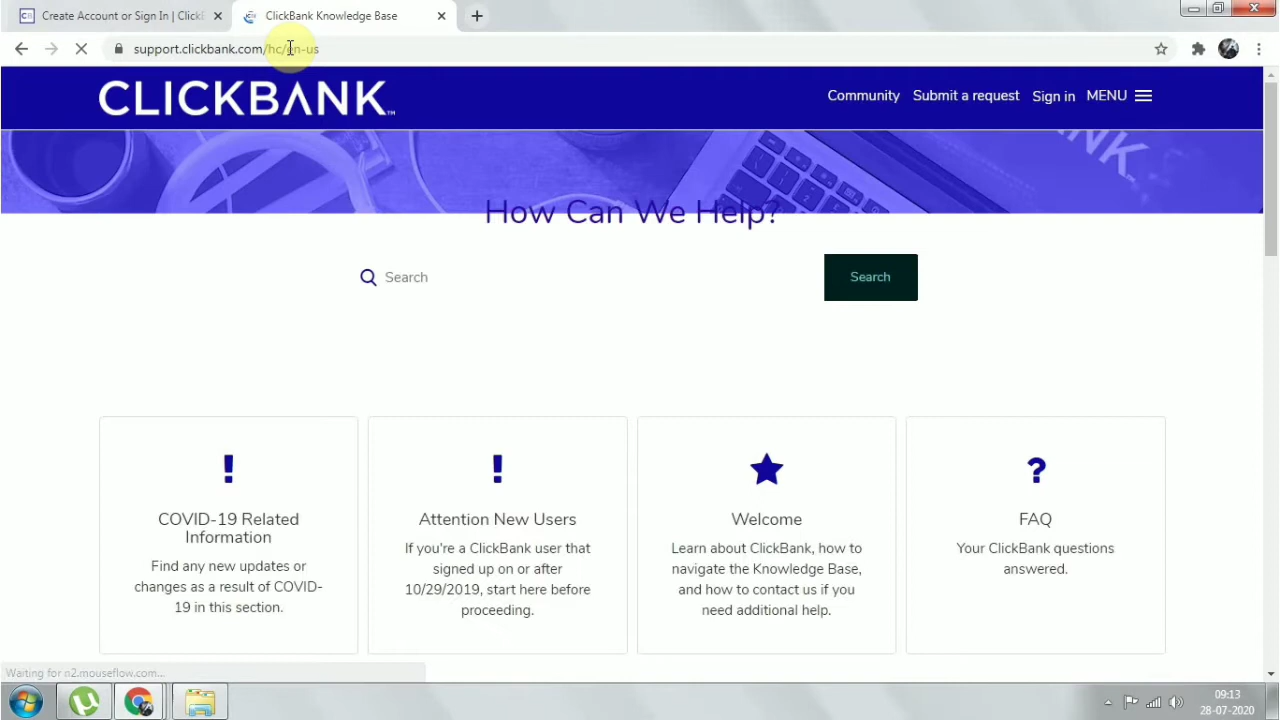 Create Account or Sign In | ClickB
ClickBank Knowledge Base
support.clickbank.com/hc/en-us
CLICKBANK™
Community
Submit a request
Sign in
MENU
How Can We Help?
Search
Search
COVID-19 Related
Information
Find any new updates or
changes as a result of COVID-
19 in this section.
Attention New Users
If you're a ClickBank user that
signed up on or after
10/29/2019, start here before
proceeding.
Welcome
Learn about ClickBank, how to
navigate the Knowledge Base,
and how to contact us if you
need additional help.
FAQ
Your ClickBank questions
answered.
Waiting for n2.mouseflow.com...
09:13
28-07-2020